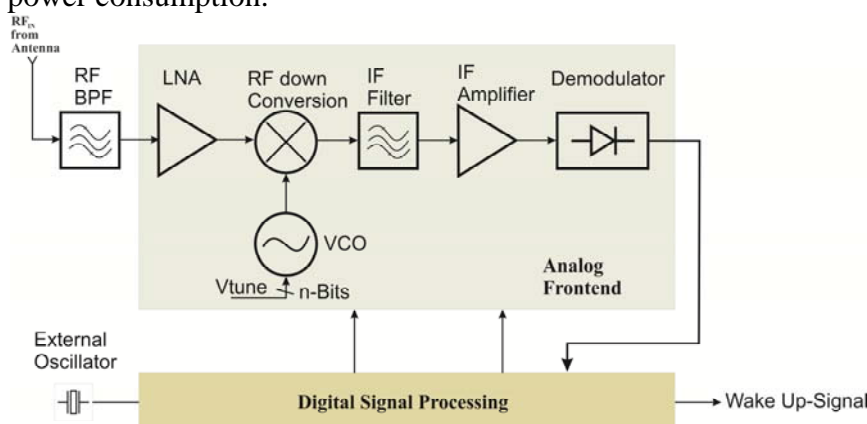 power consumption.
RF_IN
from
Antenna
RF
BPF
LNA
RF down
Conversion
IF
Filter
IF
Amplifier
Demodulator
VCO
Vtune
n-Bits
Analog
Frontend
External
Oscillator
Digital Signal Processing
Wake Up-Signal